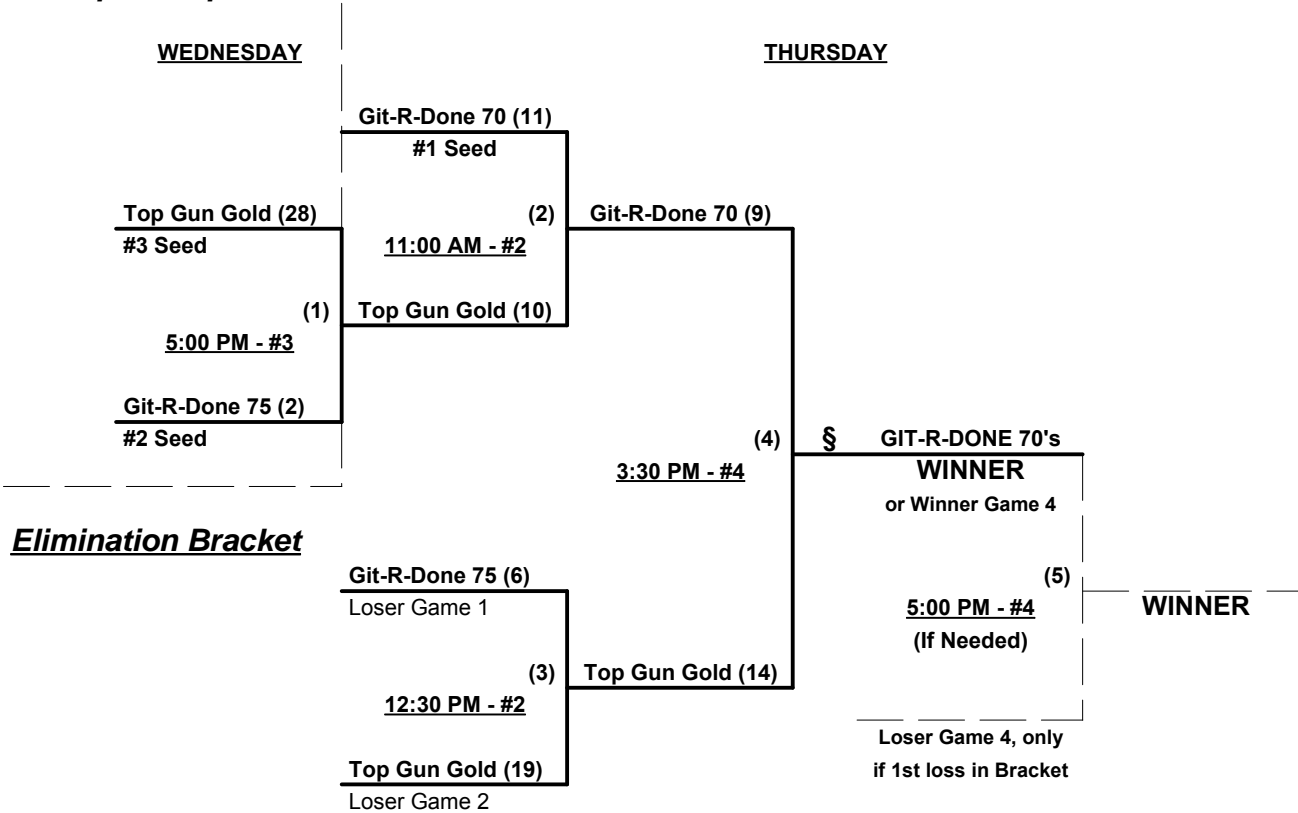 WEDNESDAY
THURSDAY
Git-R-Done 70 (11)
#1 Seed
Top Gun Gold (28)
(2)
Git-R-Done 70 (9)
#3 Seed
11:00 AM - #2
(1)
Top Gun Gold (10)
5:00 PM - #3
Git-R-Done 75 (2)
#2 Seed
(4)
§
GIT-R-DONE 70's
3:30 PM - #4
WINNER
or Winner Game 4
Elimination Bracket
Git-R-Done 75 (6)
(5)
Loser Game 1
5:00 PM - #4
WINNER
(If Needed)
(3)
Top Gun Gold (14)
12:30 PM - #2
Loser Game 4, only
if 1st loss in Bracket
Top Gun Gold (19)
Loser Game 2